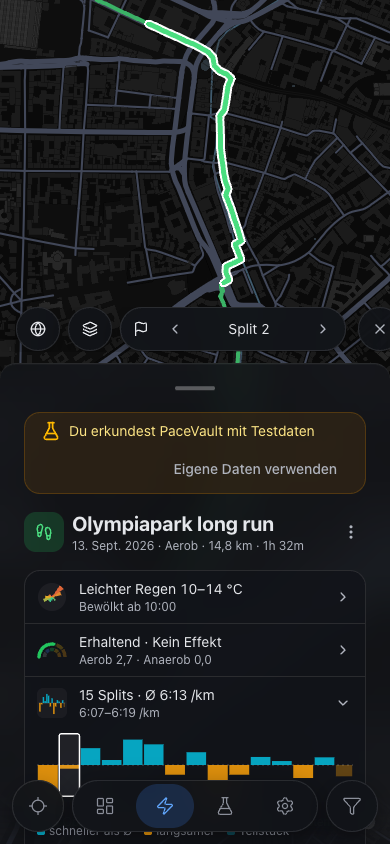 Split 2
Du erkundest PaceVault mit Testdaten
Eigene Daten verwenden
Olympiapark long run
13. Sept. 2026 · Aerob · 14,8 km · 1h 32m
Leichter Regen 10–14 °C
Bewölkt ab 10:00
Erhaltend · Kein Effekt
Aerob 2,7 · Anaerob 0,0
15 Splits · Ø 6:13 /km
6:07–6:19 /km
schneller als Ø langsamer Teilstück